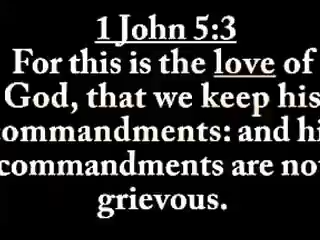 1 John 5:3
For this is the love of
God, that we keep his
ommandments: and hi
commandments are no
grievous.